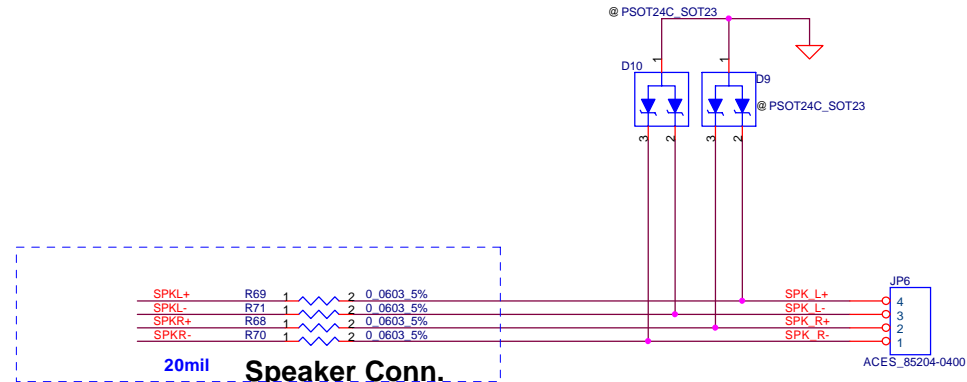 @ PSOT24C_SOT23
D10
1
1
D9
@ PSOT24C_SOT23
3
2
3
2
JP6
SPKL+ R69 1 2 0_0603_5% SPK_L+ 4
SPKL- R71 1 2 0_0603_5% SPK_L- 3
SPKR+ R68 1 2 0_0603_5% SPK_R+ 2
SPKR- R70 1 2 0_0603_5% SPK_R- 1
ACES_85204-0400
20mil
Speaker Conn.